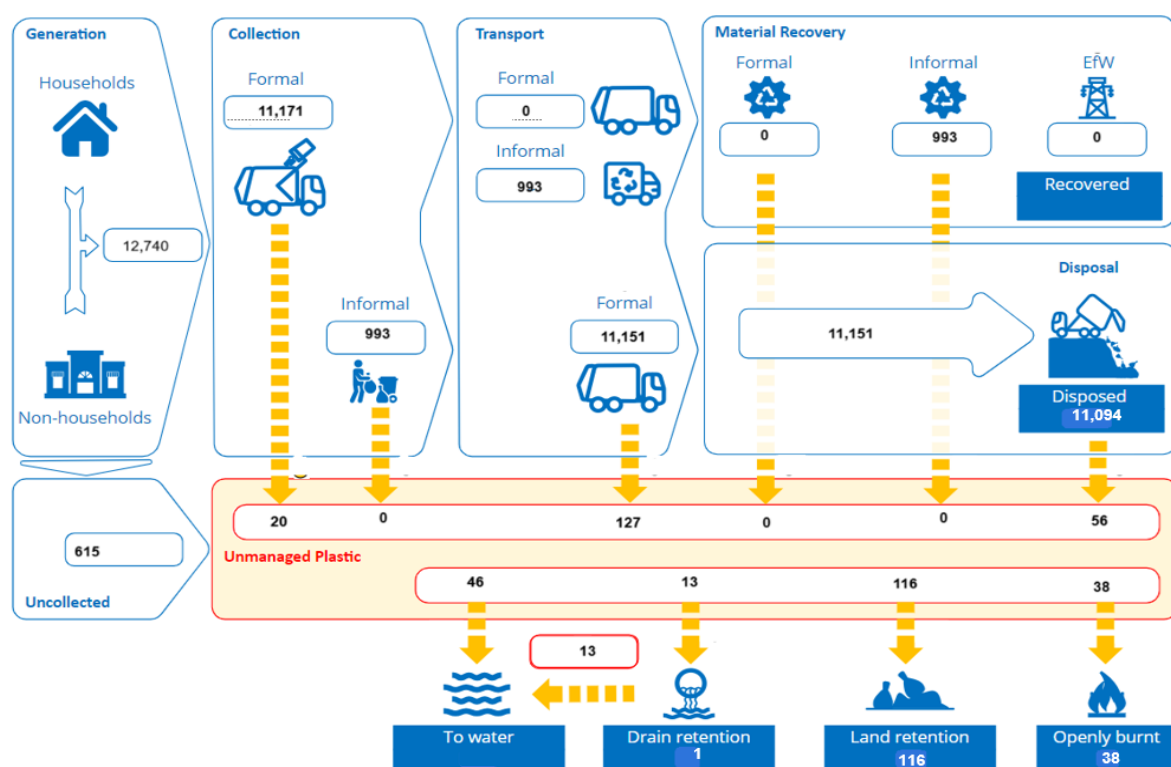 Generation
Households
12,740
Non-households
Collection
Formal
11,171
Informal
993
Transport
Formal
0
Informal
993
Formal
11,151
Material Recovery
Formal
0
Informal
993
EfW
0
Recovered
Disposal
11,151
Disposed
11,094
615
Uncollected
20
0
127
0
0
56
Unmanaged Plastic
46
13
116
38
13
To water
Drain retention
1
Land retention
116
Openly burnt
38